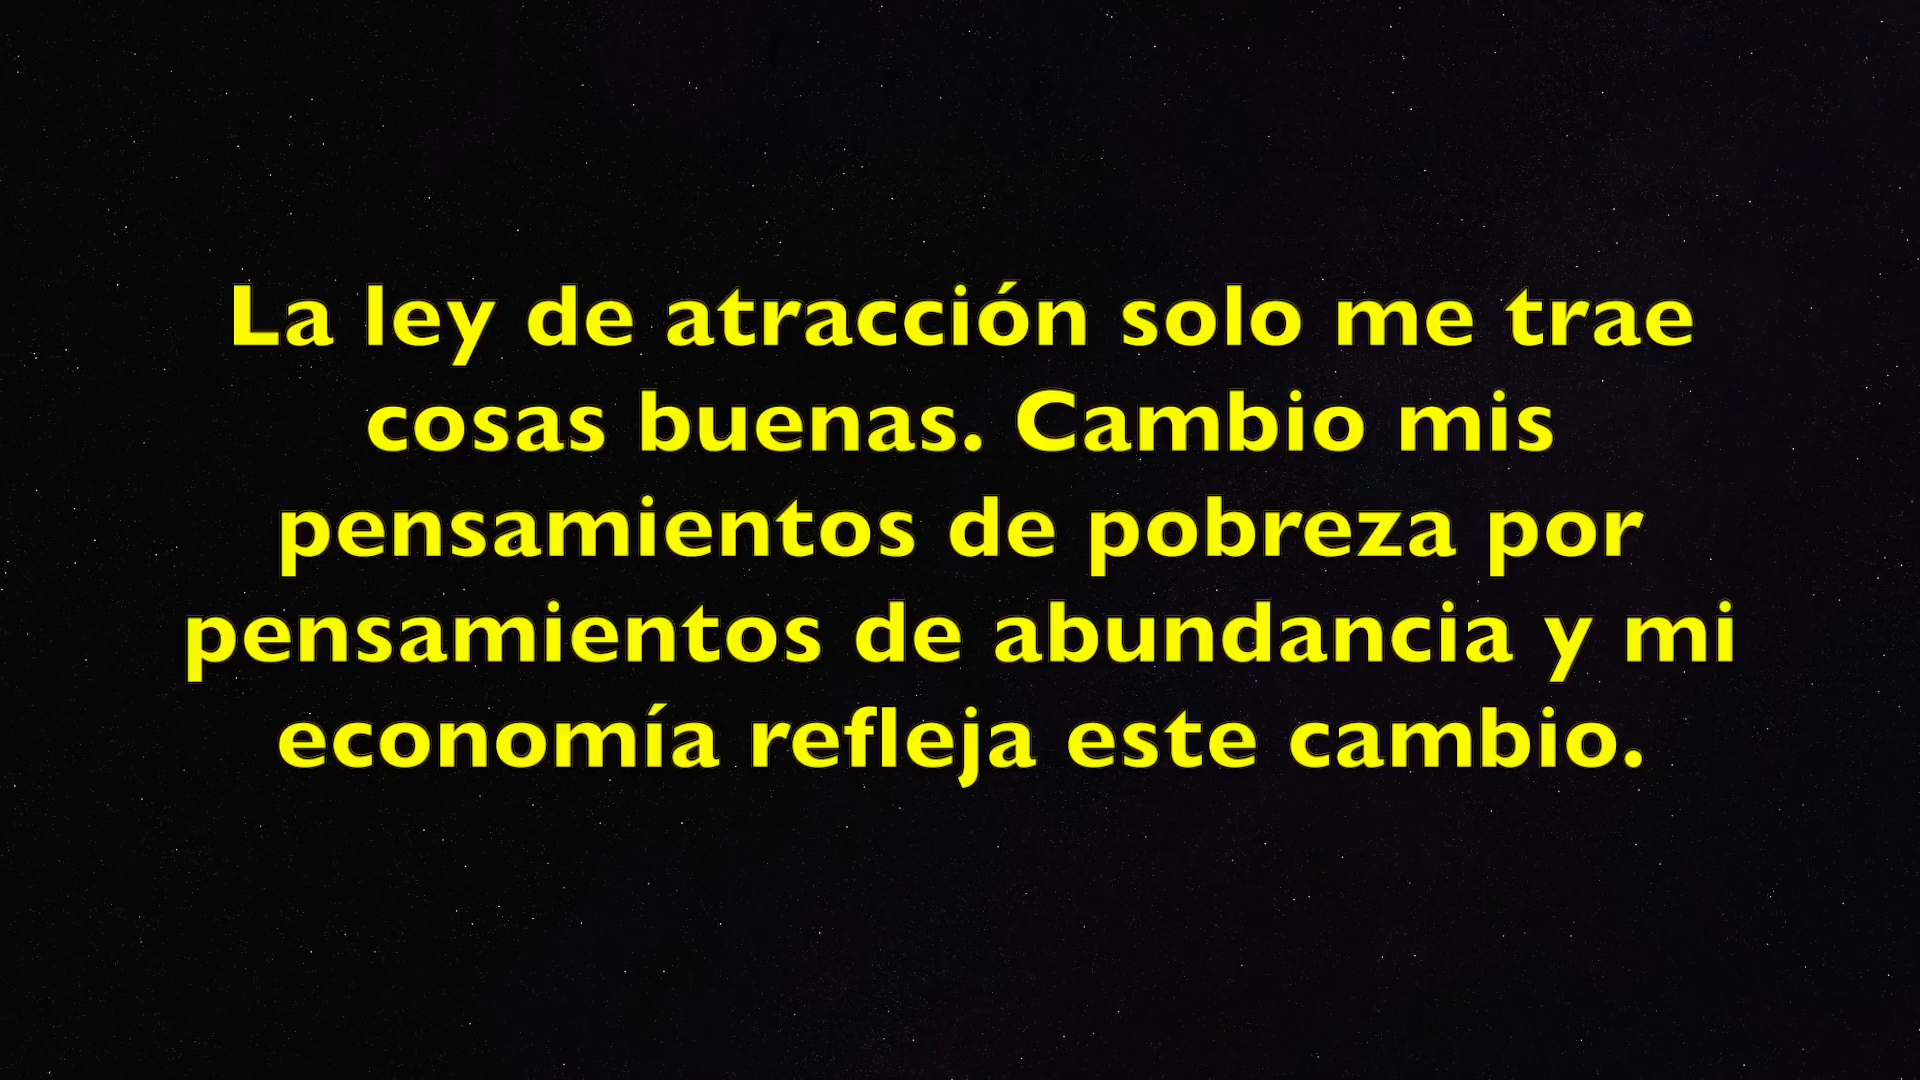 La ley de atracción solo me trae
cosas buenas. Cambio mis
pensamientos de pobreza por
pensamientos de abundancia y mi
economía refleja este cambio.